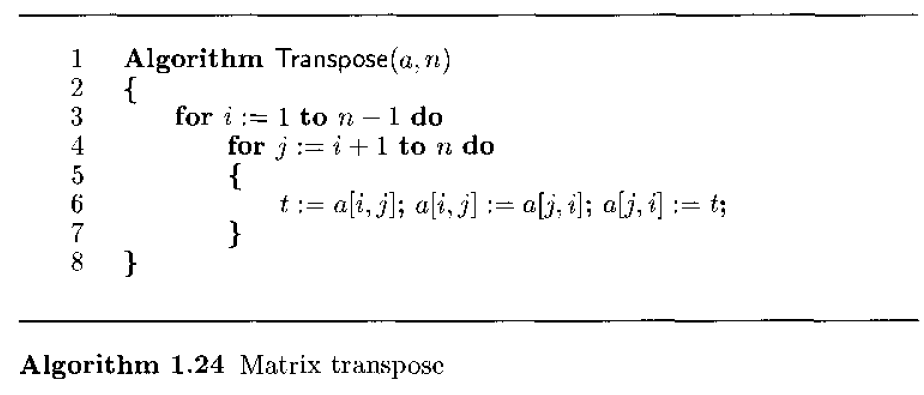 1 Algorithm Transpose(a, n)
2 {
3 for i := 1 to n − 1 do
4 for j := i + 1 to n do
5 {
6 t := a[i, j]; a[i, j] := a[j, i]; a[j, i] := t;
7 }
8 }
Algorithm 1.24 Matrix transpose